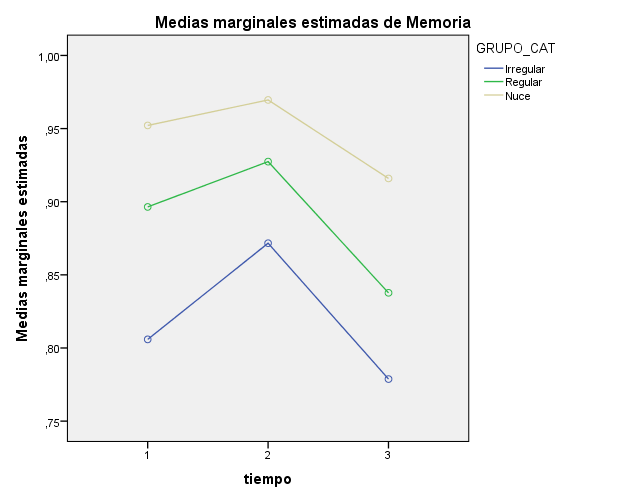 Medias marginales estimadas de Memoria
GRUPO_CAT
Irregular
Regular
Nuce
Medias marginales estimadas
1,00
,95
,90
,85
,80
,75
1 2 3
tiempo